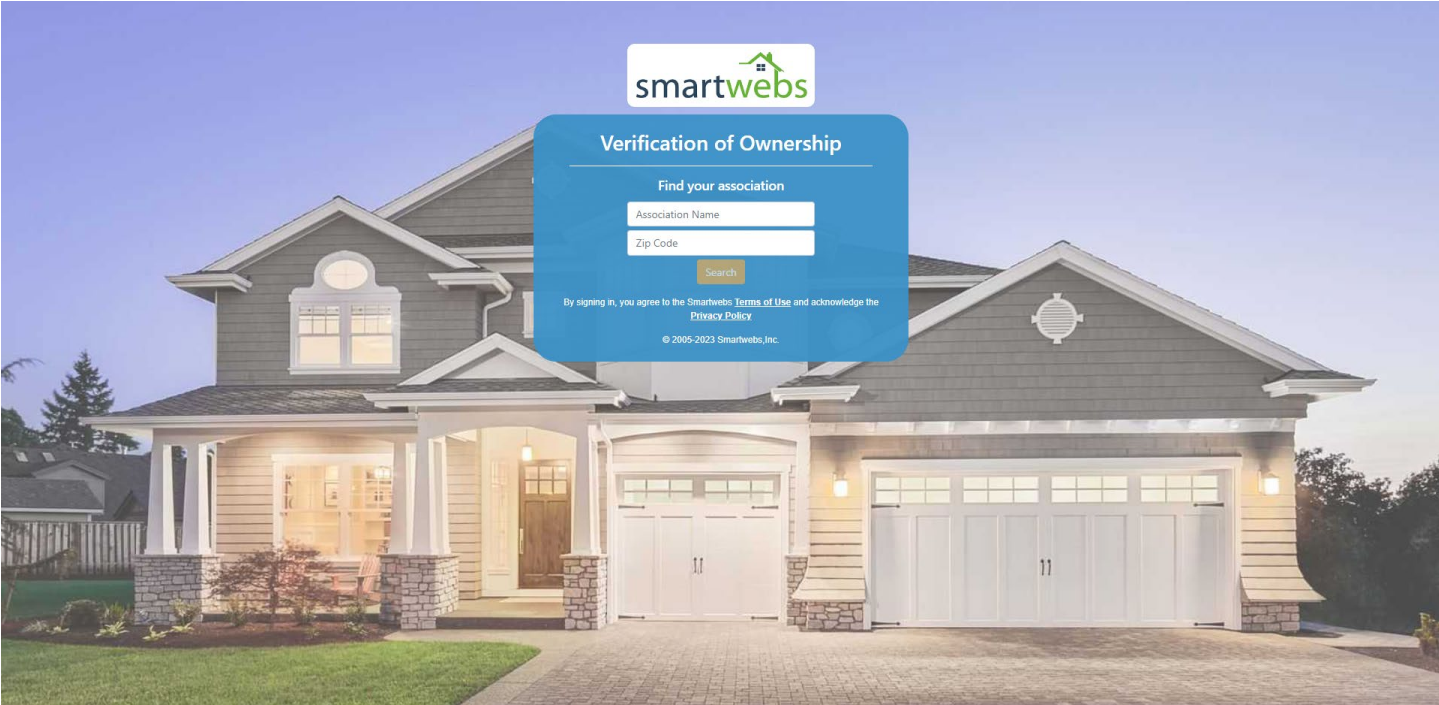 smartwebs
Verification of Ownership
Find your association
Association Name
Zip Code
Search
By signing in, you agree to the Smartwebs Terms of Use and acknowledge the
Privacy Policy
© 2005-2023 Smartwebs,Inc.